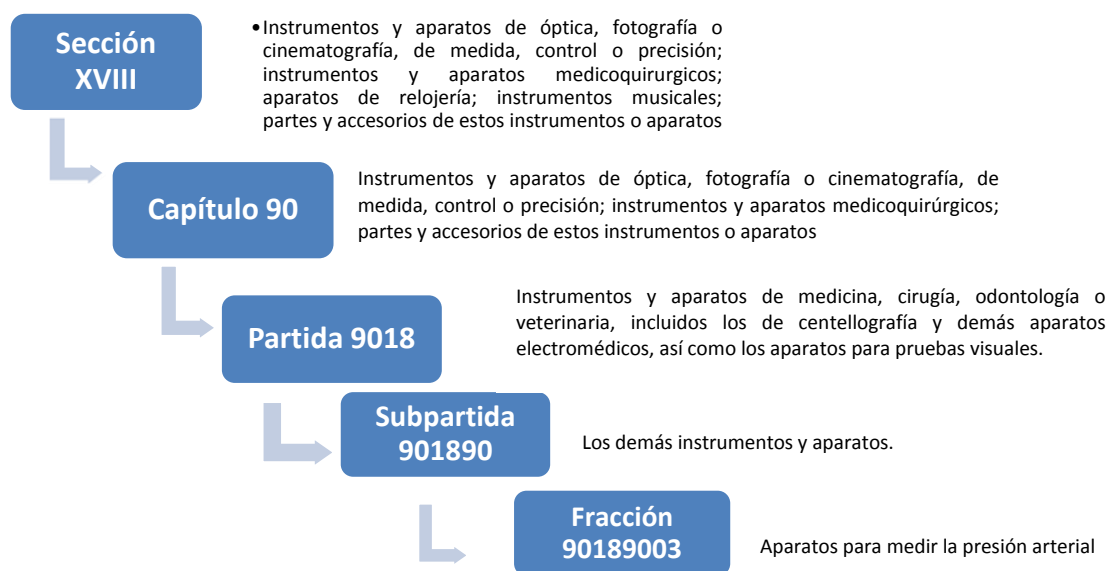 Sección
XVIII
•Instrumentos y aparatos de óptica, fotografía o
cinematografía, de medida, control o precisión;
instrumentos y aparatos medicoquirurgicos;
aparatos de relojería; instrumentos musicales;
partes y accesorios de estos instrumentos o aparatos
Capítulo 90
Instrumentos y aparatos de óptica, fotografía o cinematografía, de
medida, control o precisión; instrumentos y aparatos medicoquirúrgicos;
partes y accesorios de estos instrumentos o aparatos
Partida 9018
Instrumentos y aparatos de medicina, cirugía, odontología o
veterinaria, incluidos los de centellografía y demás aparatos
electromédicos, así como los aparatos para pruebas visuales.
Subpartida
901890
Los demás instrumentos y aparatos.
Fracción
90189003
Aparatos para medir la presión arterial